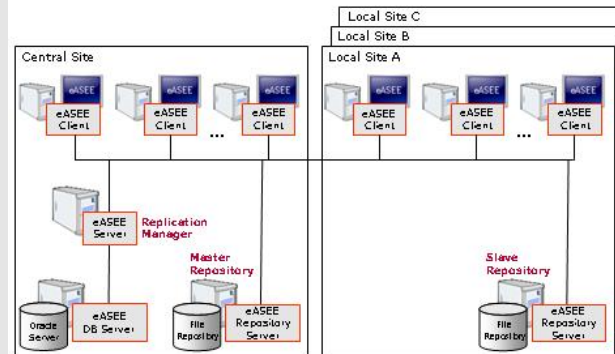 Local Site C
Local Site B
Central Site
Local Site A
eASEE
eASEE
eASEE
eASEE
eASEE
eASEE
eASEE
Client
eASEE
Client
eASEE
Client
eASEE
Client
eASEE
Client
eASEE
Client
...
...
eASEE
Server
Replication
Manager
Master
Repository
Slave
Repository
Oracle
Server
eASEE
DB Server
File
Repository
eASEE
Repository
Server
File
Repository
eASEE
Repository
Server